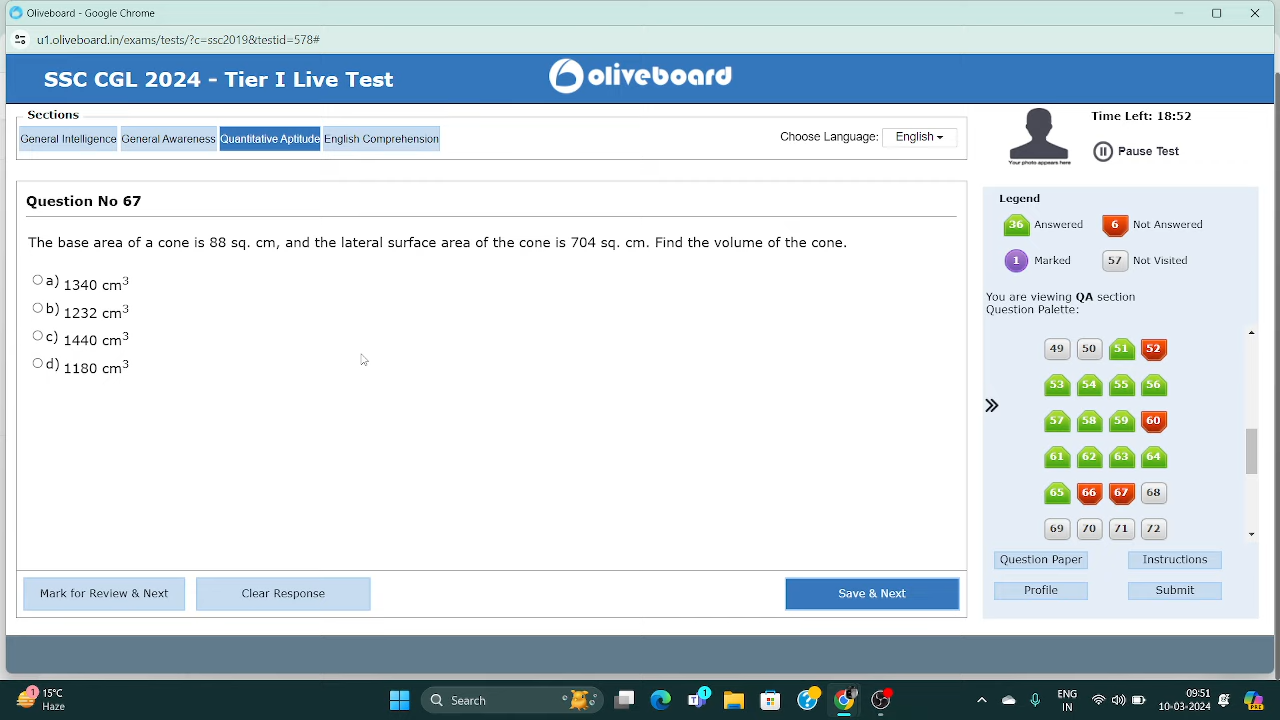 Oliveboard - Google Chrome
u1.oliveboard.in/exams/tests/?c=ssc2019&testid=578#
SSC CGL 2024 - Tier I Live Test
oliveboard
Sections
General Intelligence General Awareness Quantitative Aptitude English Comprehension
Choose Language: English
Your photo appears here
Time Left: 18:52
Pause Test
Question No 67
The base area of a cone is 88 sq. cm, and the lateral surface area of the cone is 704 sq. cm. Find the volume of the cone.
a) 1340 cm³
b) 1232 cm³
c) 1440 cm³
d) 1180 cm³
Mark for Review & Next
Clear Response
Save & Next
Legend
36 Answered 6 Not Answered
1 Marked 57 Not Visited
You are viewing QA section
Question Palette:
49 50 51 52
53 54 55 56
57 58 59 60
61 62 63 64
65 66 67 68
69 70 71 72
Question Paper Instructions
Profile Submit
1
15°C
Haze
Search
1
ENG
IN
09:51
10-03-2024